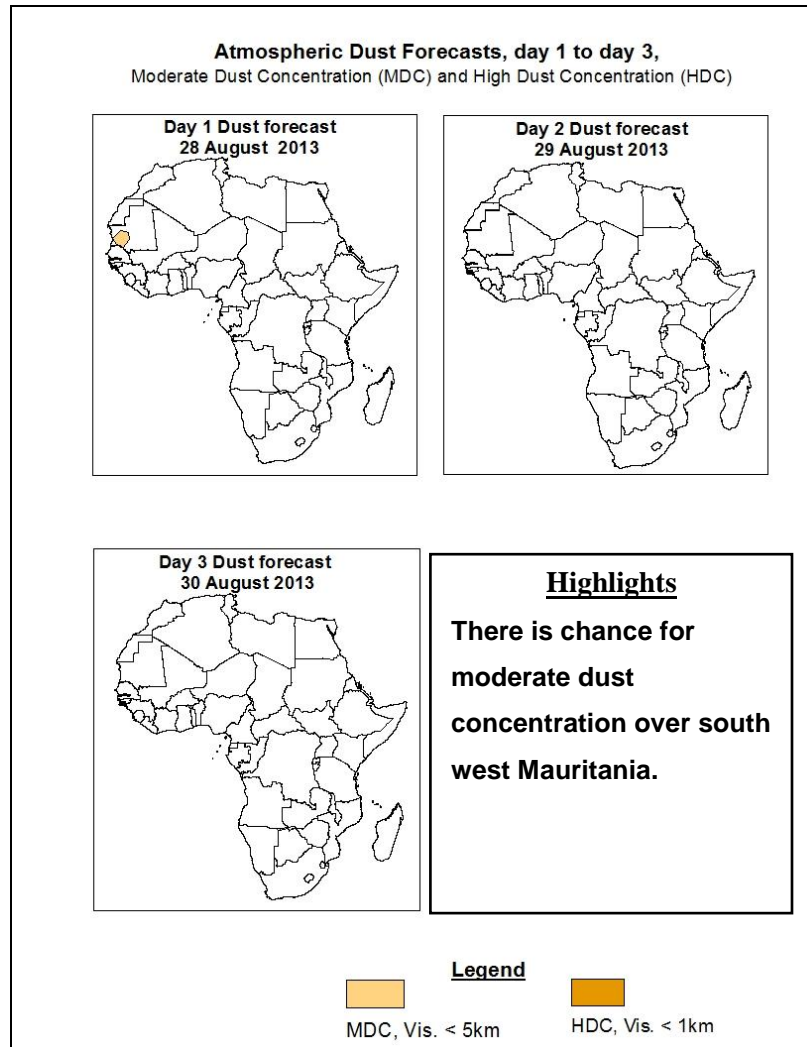 Atmospheric Dust Forecasts, day 1 to day 3,
Moderate Dust Concentration (MDC) and High Dust Concentration (HDC)
Day 1 Dust forecast
28 August 2013
Day 2 Dust forecast
29 August 2013
Day 3 Dust forecast
30 August 2013
Highlights
There is chance for
moderate dust
concentration over south
west Mauritania.
Legend
MDC, Vis. < 5km
HDC, Vis. < 1km